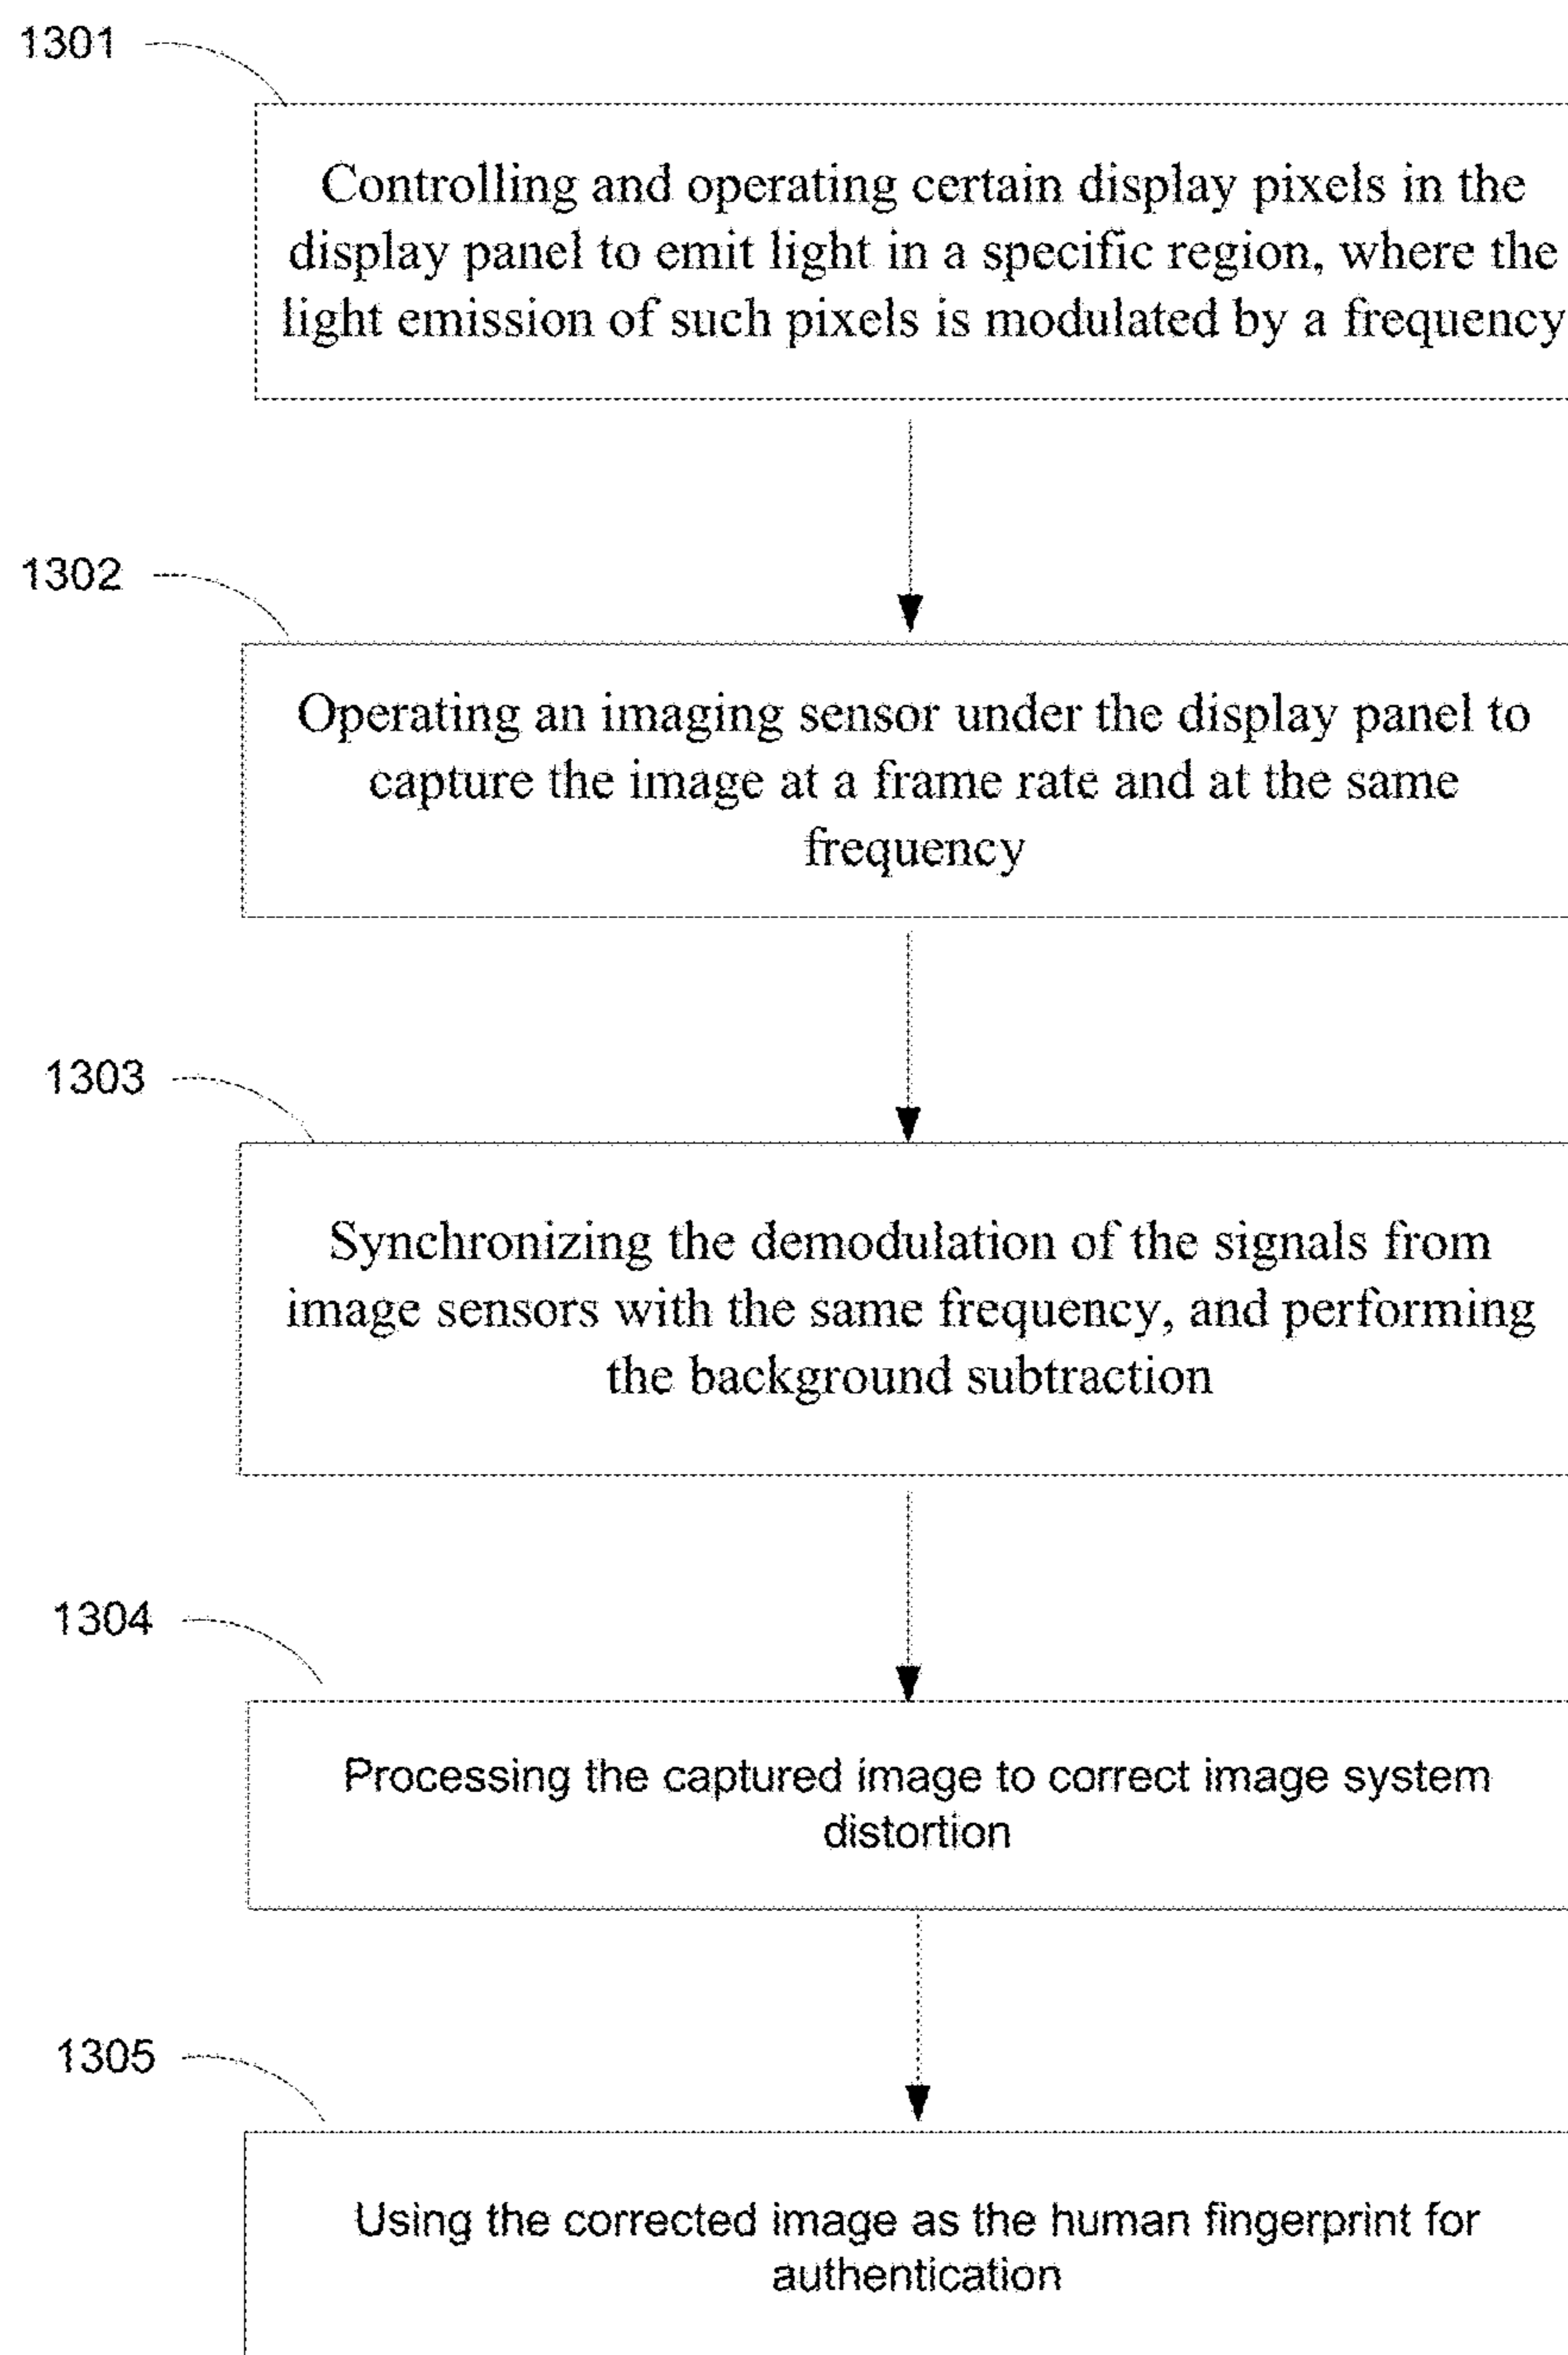 1301
Controlling and operating certain display pixels in the
display panel to emit light in a specific region, where the
light emission of such pixels is modulated by a frequency
1302
Operating an imaging sensor under the display panel to
capture the image at a frame rate and at the same
frequency
1303
Synchronizing the demodulation of the signals from
image sensors with the same frequency, and performing
the background subtraction
1304
Processing the captured image to correct image system
distortion
1305
Using the corrected image as the human fingerprint for
authentication